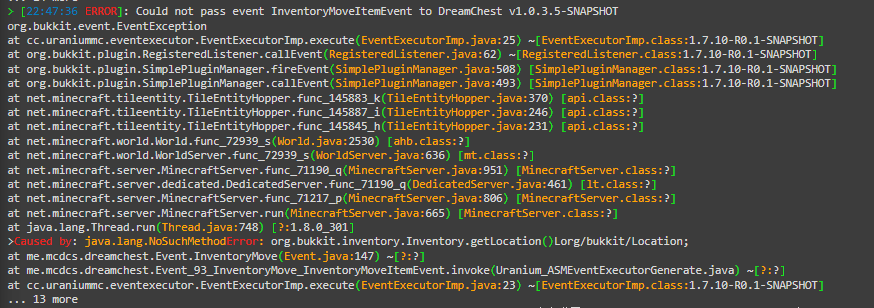 > [22:47:36 ERROR]: Could not pass event InventoryMoveItemEvent to DreamChest v1.0.3.5-SNAPSHOT
org.bukkit.event.EventException
at cc.uraniummc.eventexecutor.EventExecutorImp.execute(EventExecutorImp.java:25) ~[EventExecutorImp.class:1.7.10-R0.1-SNAPSHOT]
at org.bukkit.plugin.RegisteredListener.callEvent(RegisteredListener.java:62) ~[RegisteredListener.class:1.7.10-R0.1-SNAPSHOT]
at org.bukkit.plugin.SimplePluginManager.fireEvent(SimplePluginManager.java:508) [SimplePluginManager.class:1.7.10-R0.1-SNAPSHOT]
at org.bukkit.plugin.SimplePluginManager.callEvent(SimplePluginManager.java:493) [SimplePluginManager.class:1.7.10-R0.1-SNAPSHOT]
at net.minecraft.tileentity.TileEntityHopper.func_145883_k(TileEntityHopper.java:370) [api.class:?]
at net.minecraft.tileentity.TileEntityHopper.func_145887_i(TileEntityHopper.java:246) [api.class:?]
at net.minecraft.tileentity.TileEntityHopper.func_145845_h(TileEntityHopper.java:231) [api.class:?]
at net.minecraft.world.World.func_72939_s(World.java:2530) [ahb.class:?]
at net.minecraft.world.WorldServer.func_72939_s(WorldServer.java:636) [mt.class:?]
at net.minecraft.server.MinecraftServer.func_71190_q(MinecraftServer.java:951) [MinecraftServer.class:?]
at net.minecraft.server.dedicated.DedicatedServer.func_71190_q(DedicatedServer.java:461) [lt.class:?]
at net.minecraft.server.MinecraftServer.func_71217_p(MinecraftServer.java:806) [MinecraftServer.class:?]
at net.minecraft.server.MinecraftServer.run(MinecraftServer.java:665) [MinecraftServer.class:?]
at java.lang.Thread.run(Thread.java:748) [?:1.8.0_301]
>Caused by: java.lang.NoSuchMethodError: org.bukkit.inventory.Inventory.getLocation()Lorg/bukkit/Location;
at me.mcdcs.dreamchest.Event.InventoryMove(Event.java:147) ~[?:?]
at me.mcdcs.dreamchest.Event_93_InventoryMove_InventoryMoveItemEvent.invoke(Uranium_ASMEventExecutorGenerate.java) ~[?:?]
at cc.uraniummc.eventexecutor.EventExecutorImp.execute(EventExecutorImp.java:23) ~[EventExecutorImp.class:1.7.10-R0.1-SNAPSHOT]
... 13 more